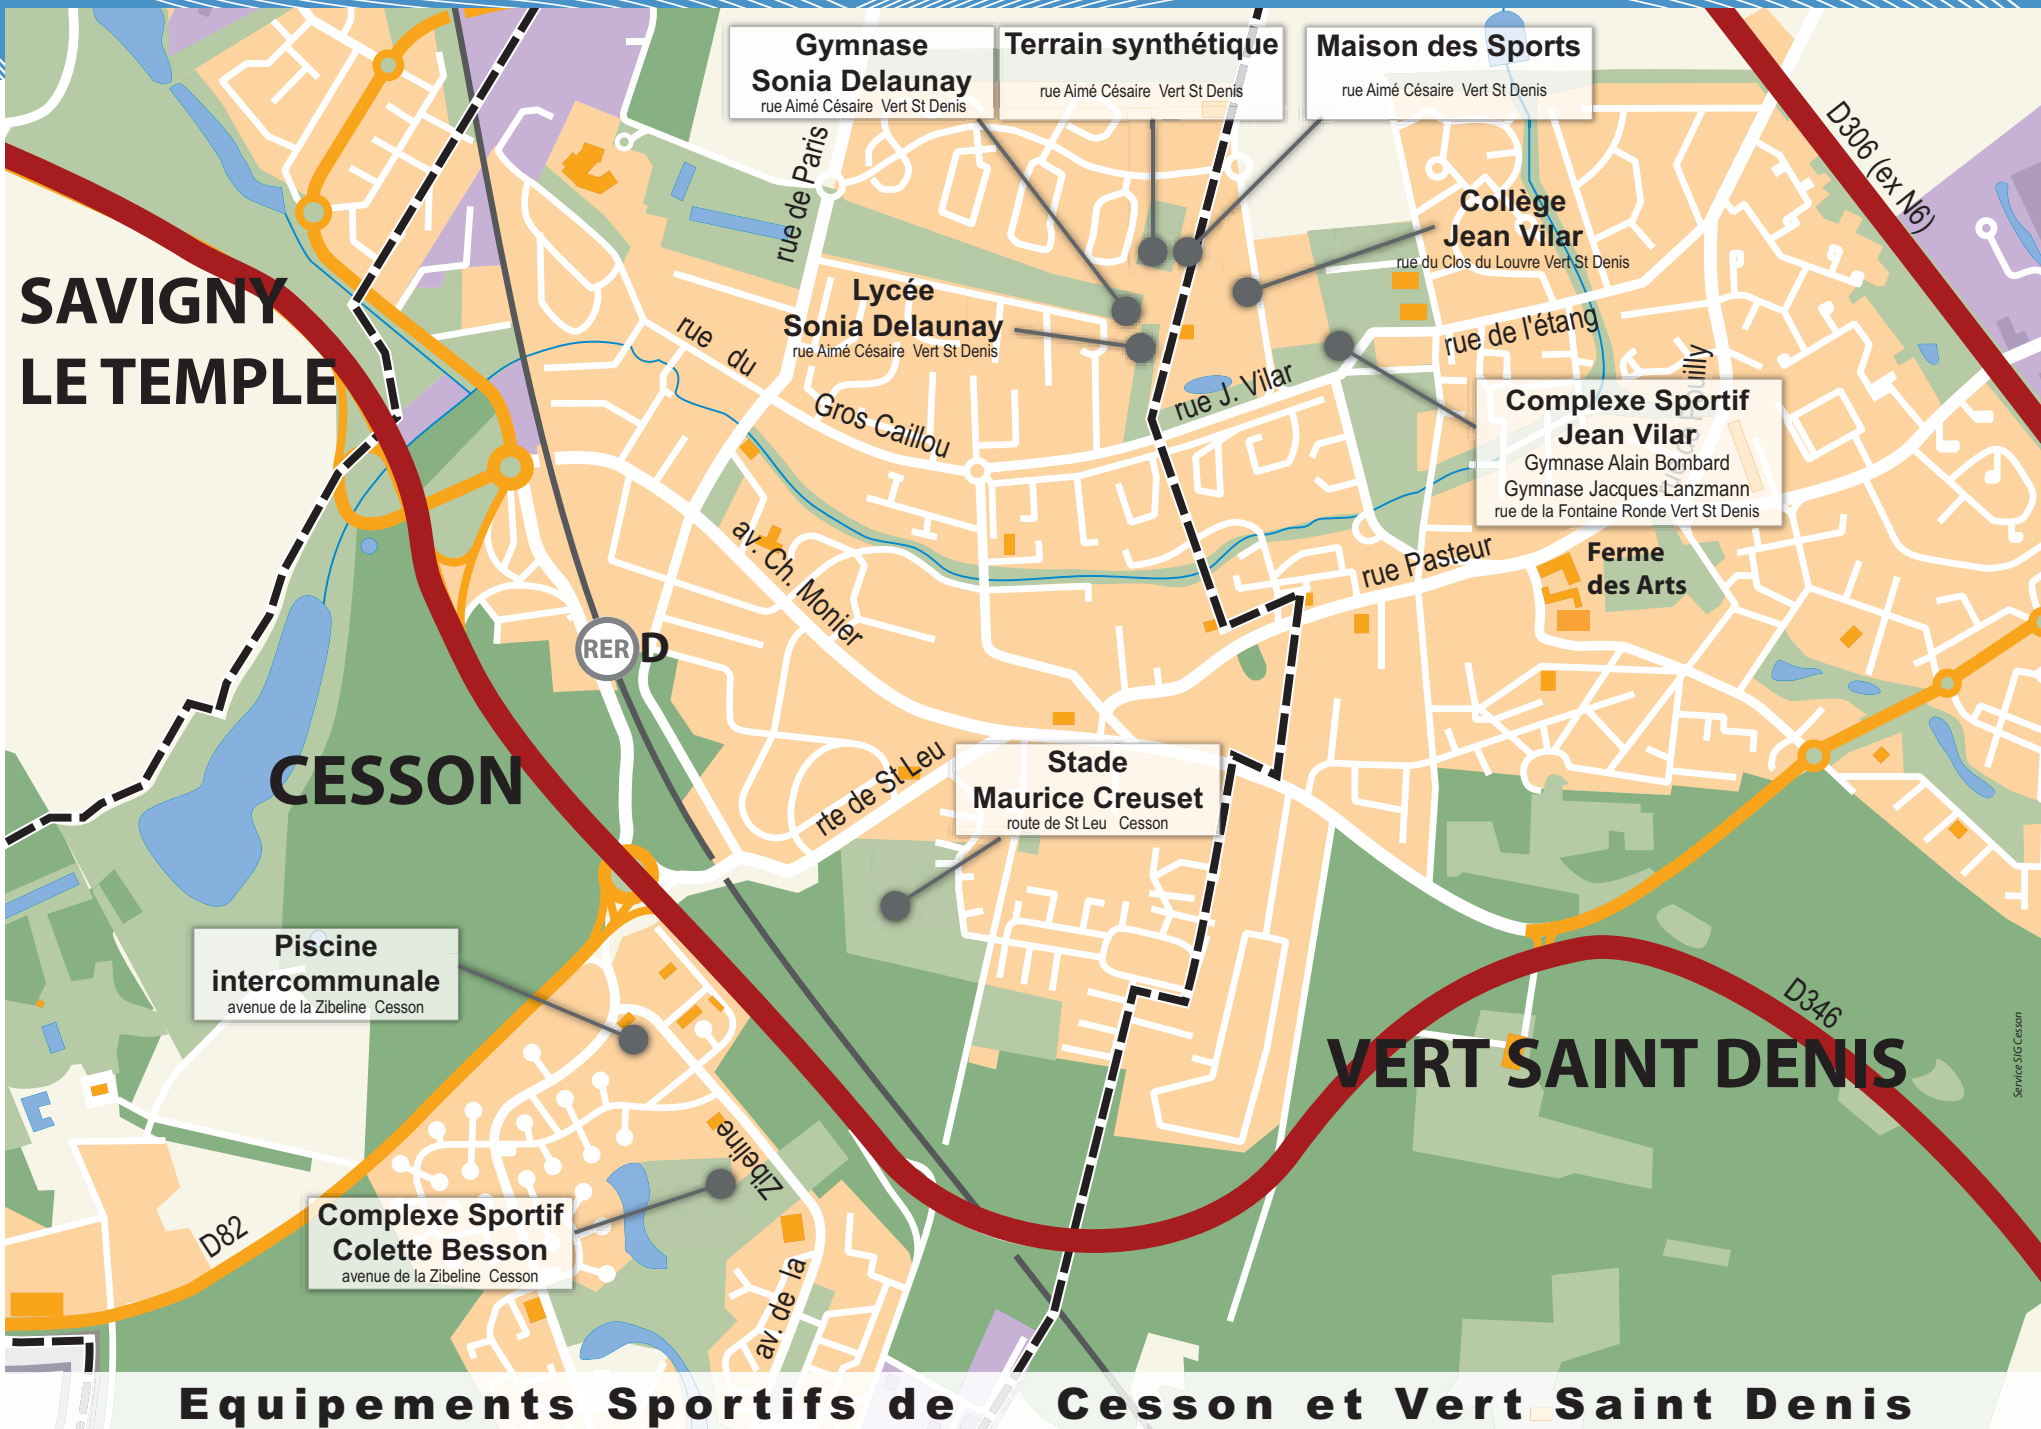 Gymnase
Sonia Delaunay
rue Aimé Césaire Vert St Denis
Terrain synthétique
rue Aimé Césaire Vert St Denis
Maison des Sports
rue Aimé Césaire Vert St Denis
D306 (ex N6)
rue de Paris
Collège
Jean Vilar
rue du Clos du Louvre Vert St Denis
SAVIGNY
LE TEMPLE
Lycée
Sonia Delaunay
rue Aimé Césaire Vert St Denis
rue du
Gros Caillou
rue J. Vilar
rue de l'étang
Complexe Sportif
Jean Vilar
Gymnase Alain Bombard
Gymnase Jacques Lanzmann
rue de la Fontaine Ronde Vert St Denis
av. Ch. Monier
rue Pasteur
Ferme
des Arts
RER D
CESSON
rte de St Leu
Stade
Maurice Creuset
route de St Leu Cesson
Piscine
intercommunale
avenue de la Zibeline Cesson
D346
VERT SAINT DENIS
Service SIG Cesson
Zibeline
av. de la
D82
Complexe Sportif
Colette Besson
avenue de la Zibeline Cesson
Equipements Sportifs de Cesson et Vert Saint Denis